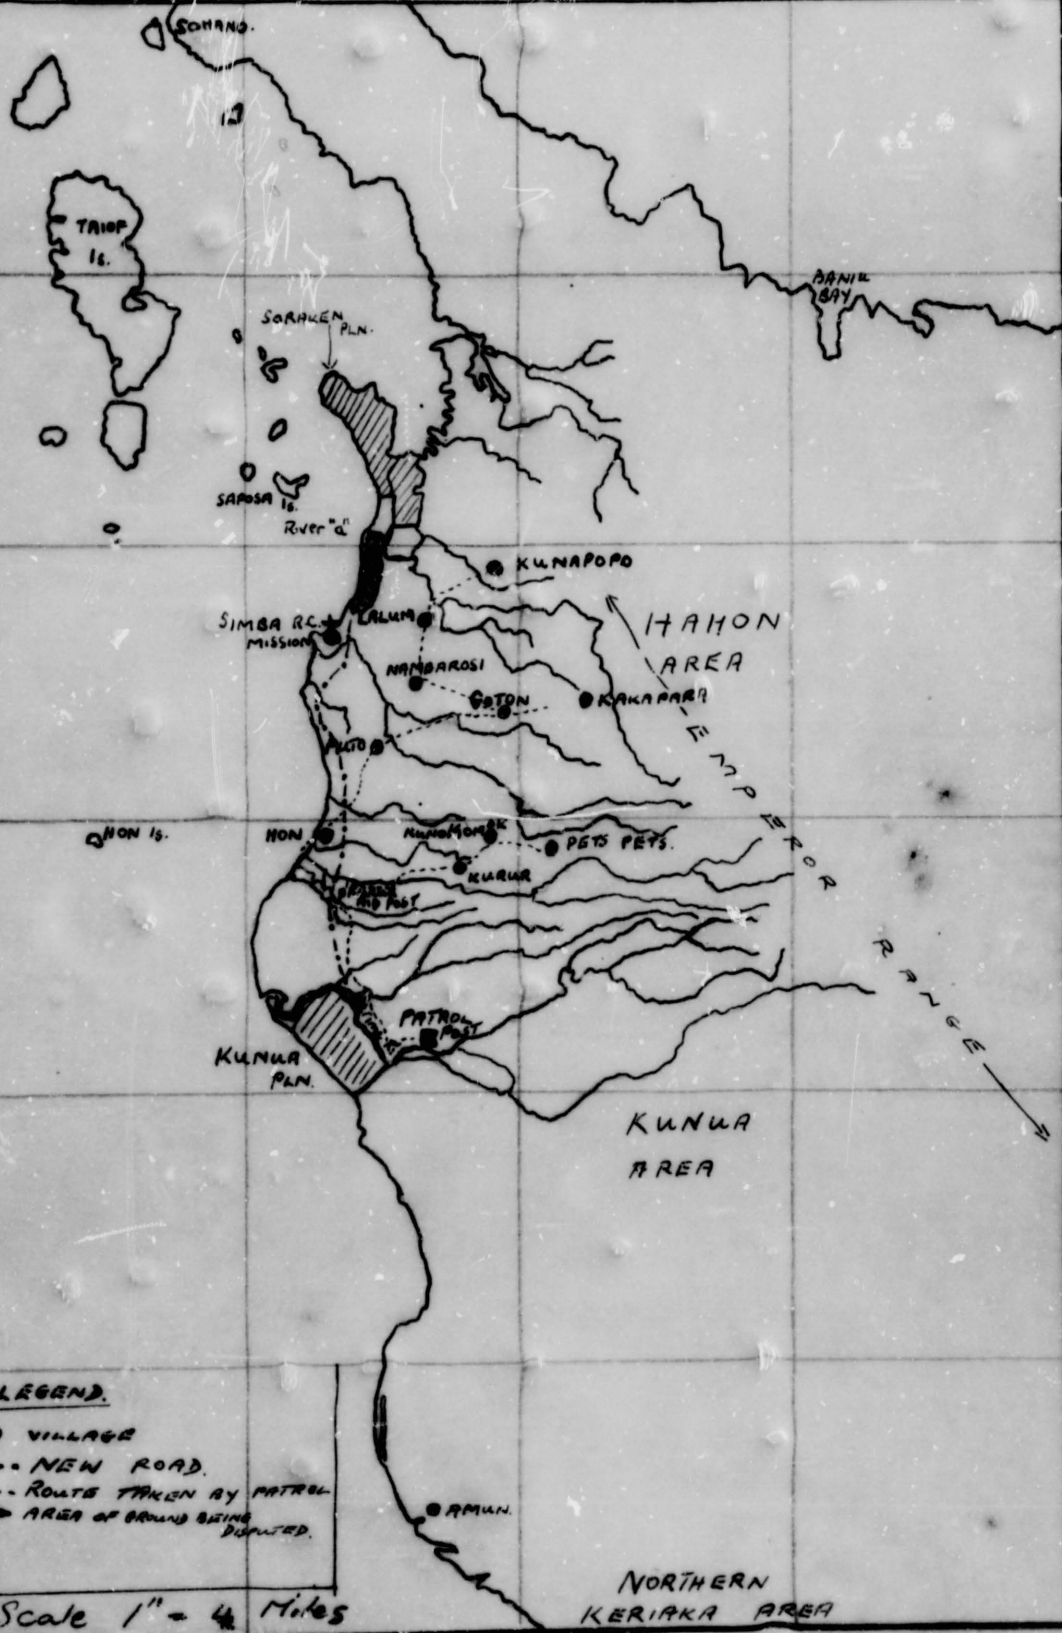 SOHANO.
TAIOF
Is.
BANIU
BAY
SORAKEN
PLN.
SAPOSA Is.
River "a"
KUNAPOPO
SIMBA R.C.
MISSION
LALUM
HAHON
AREA
NAMBAROSI
GOTON
KAKAPARA
PUTO
EMPEROR RANGE
HON Is.
HON
KUNOMOMOK
PETS PETS.
KURUR
AID POST
PATROL
POST
KUNUA
PLN.
KUNUA
AREA
LEGEND.
VILLAGE
NEW ROAD.
ROUTE TAKEN BY PATROL
AREA OF GROUND BEING
DISPUTED.
AMUN.
NORTHERN
KERIAKA AREA
Scale 1" = 4 Miles